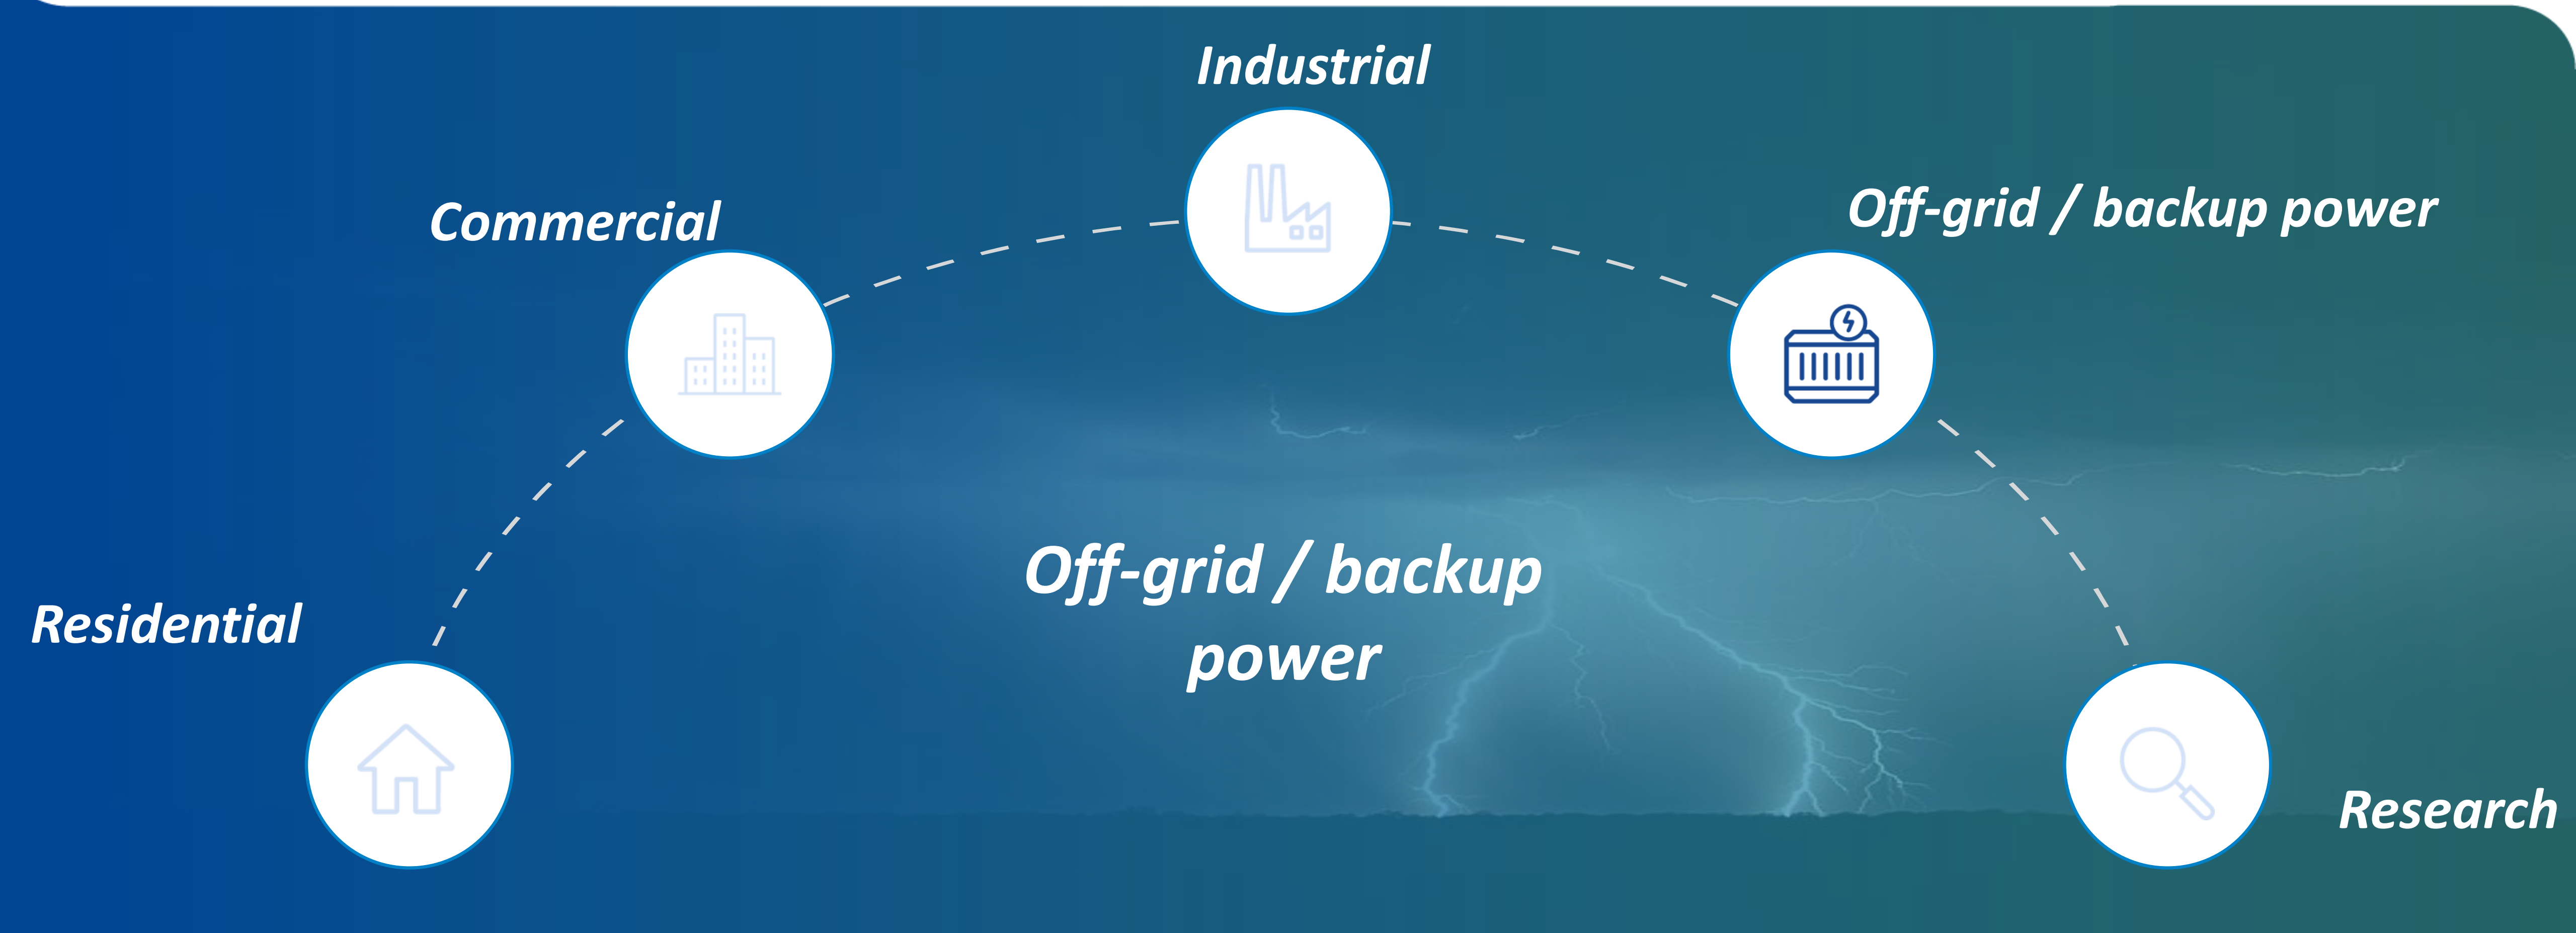 Industrial
Commercial
Off-grid / backup power
Off-grid / backup
power
Residential
Research